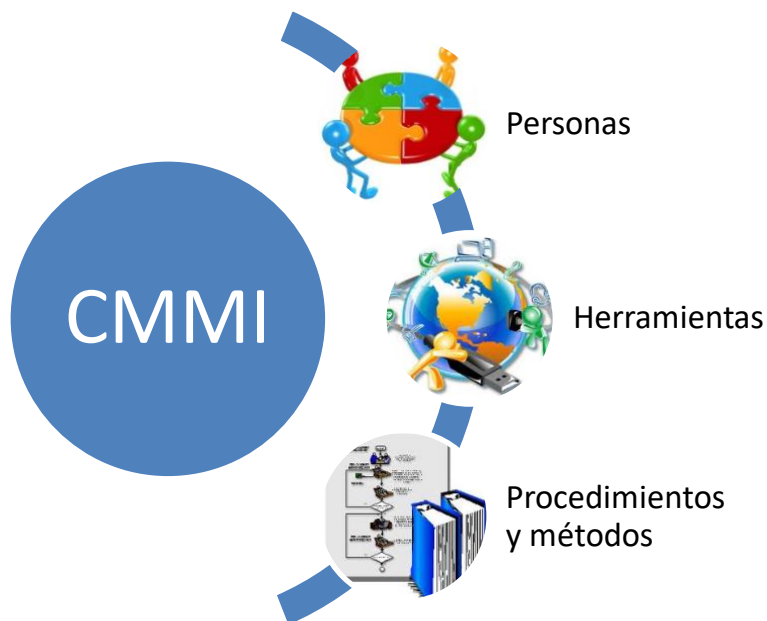 CMMI
Personas
Herramientas
Procedimientos
y métodos